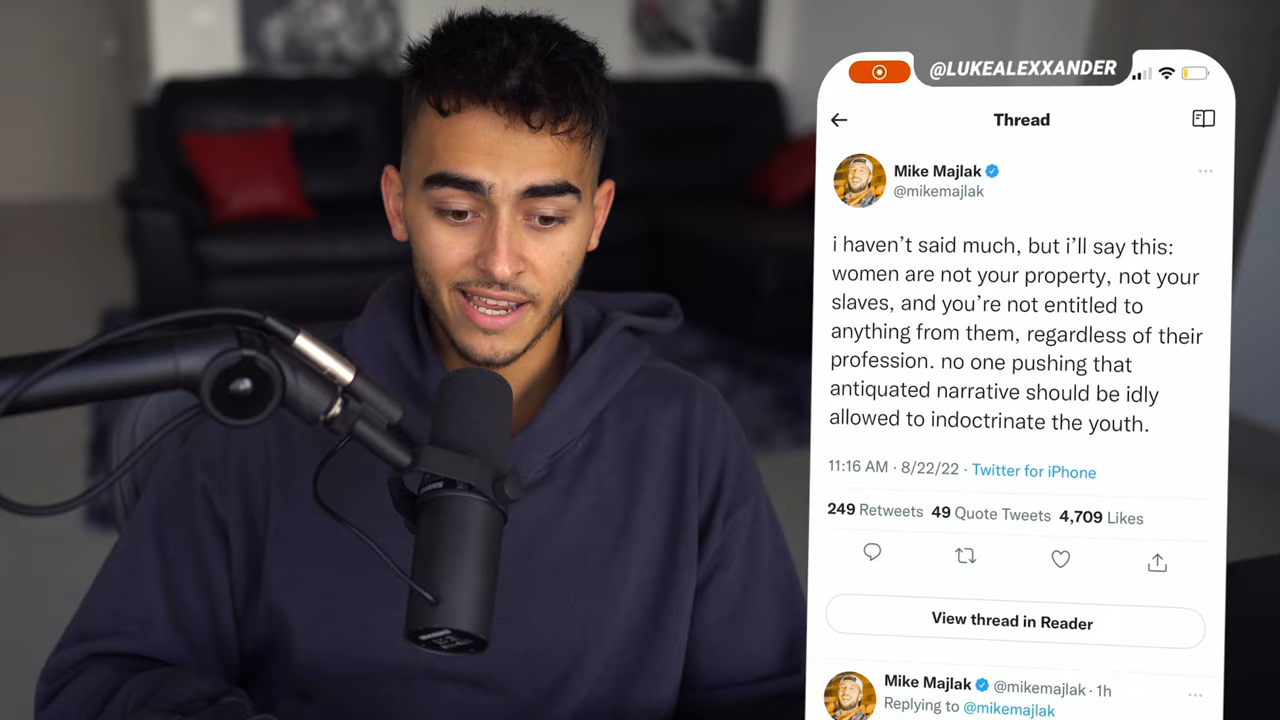 @LUKEALEXXANDER
Thread
Mike Majlak
@mikemajlak
i haven't said much, but i'll say this:
women are not your property, not your
slaves, and you're not entitled to
anything from them, regardless of their
profession. no one pushing that
antiquated narrative should be idly
allowed to indoctrinate the youth.
11:16 AM · 8/22/22 · Twitter for iPhone
249 Retweets 49 Quote Tweets 4,709 Likes
View thread in Reader
Mike Majlak @mikemajlak · 1h
Replying to @mikemajlak